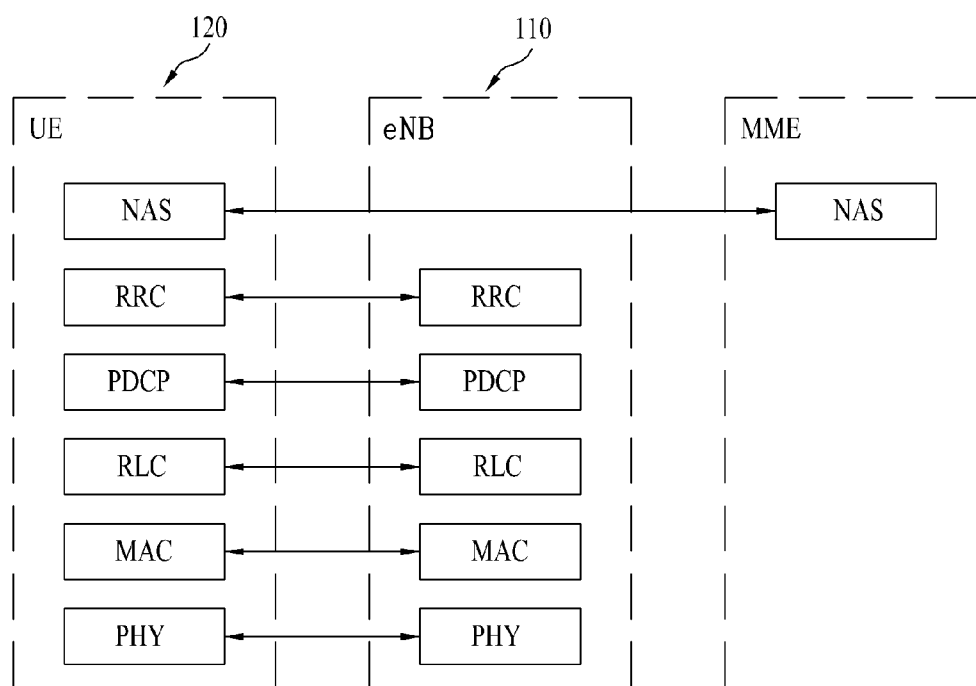 120
110
UE
eNB
MME
NAS
NAS
RRC
RRC
PDCP
PDCP
RLC
RLC
MAC
MAC
PHY
PHY